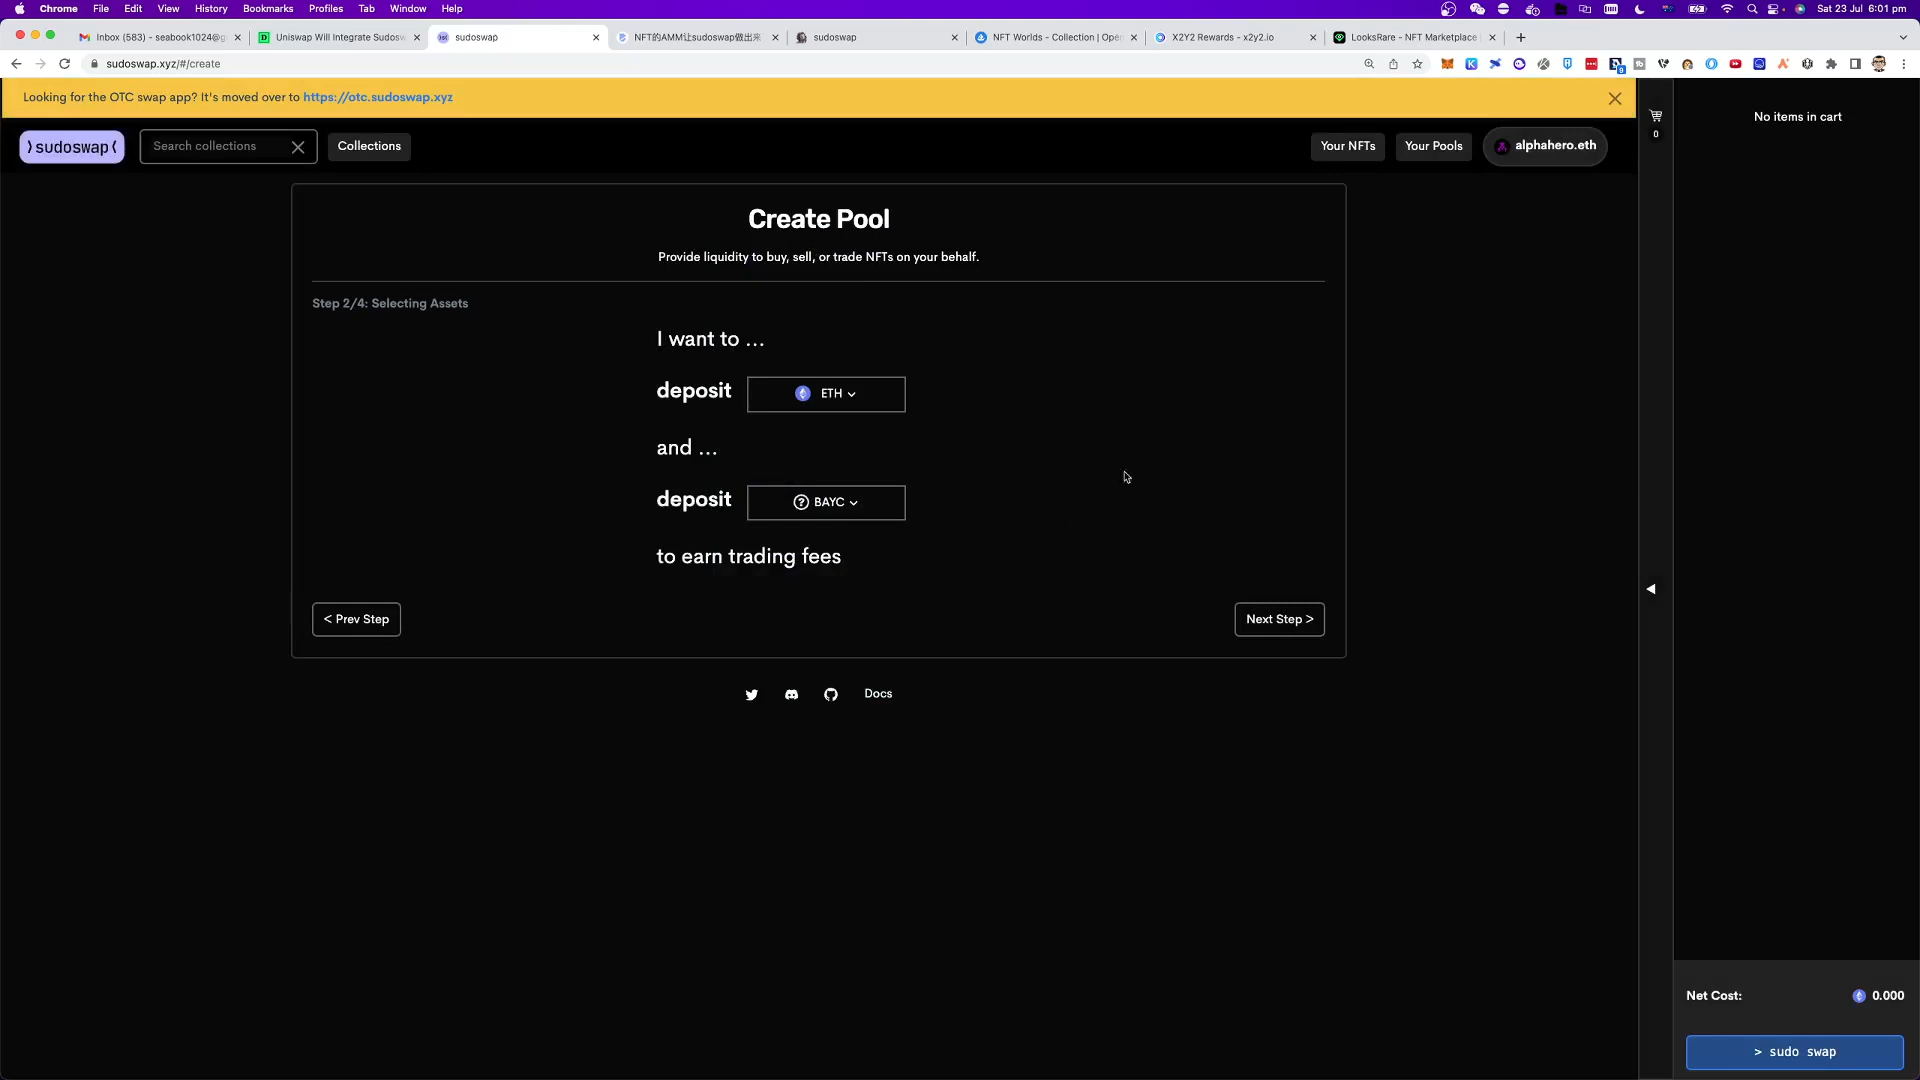 Chrome File Edit View History Bookmarks Profiles Tab Window Help
Sat 23 Jul 6:01 pm
Inbox (583) - seabook1024@g
Uniswap Will Integrate Sudosw
sudoswap
NFT的AMM让sudoswap做出来
sudoswap
NFT Worlds - Collection | Open
X2Y2 Rewards - x2y2.io
LooksRare - NFT Marketplace
sudoswap.xyz/#/create
Looking for the OTC swap app? It's moved over to https://otc.sudoswap.xyz
sudoswap
Search collections
Collections
Your NFTs
Your Pools
alphahero.eth
0
No items in cart
Create Pool
Provide liquidity to buy, sell, or trade NFTs on your behalf.
Step 2/4: Selecting Assets
I want to ...
deposit ETH
and ...
deposit BAYC
to earn trading fees
< Prev Step
Next Step >
Docs
Net Cost: 0.000
> sudo swap